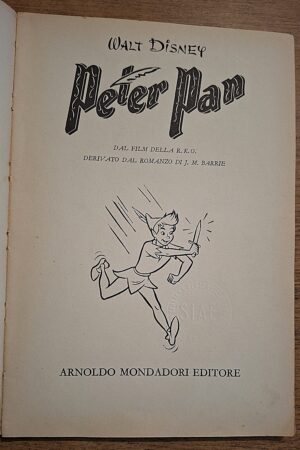 WALT DISNEY
Peter Pan
DAL FILM DELLA R.K.O.
DERIVATO DAL ROMANZO DI J. M. BARRIE
ARNOLDO MONDADORI EDITORE